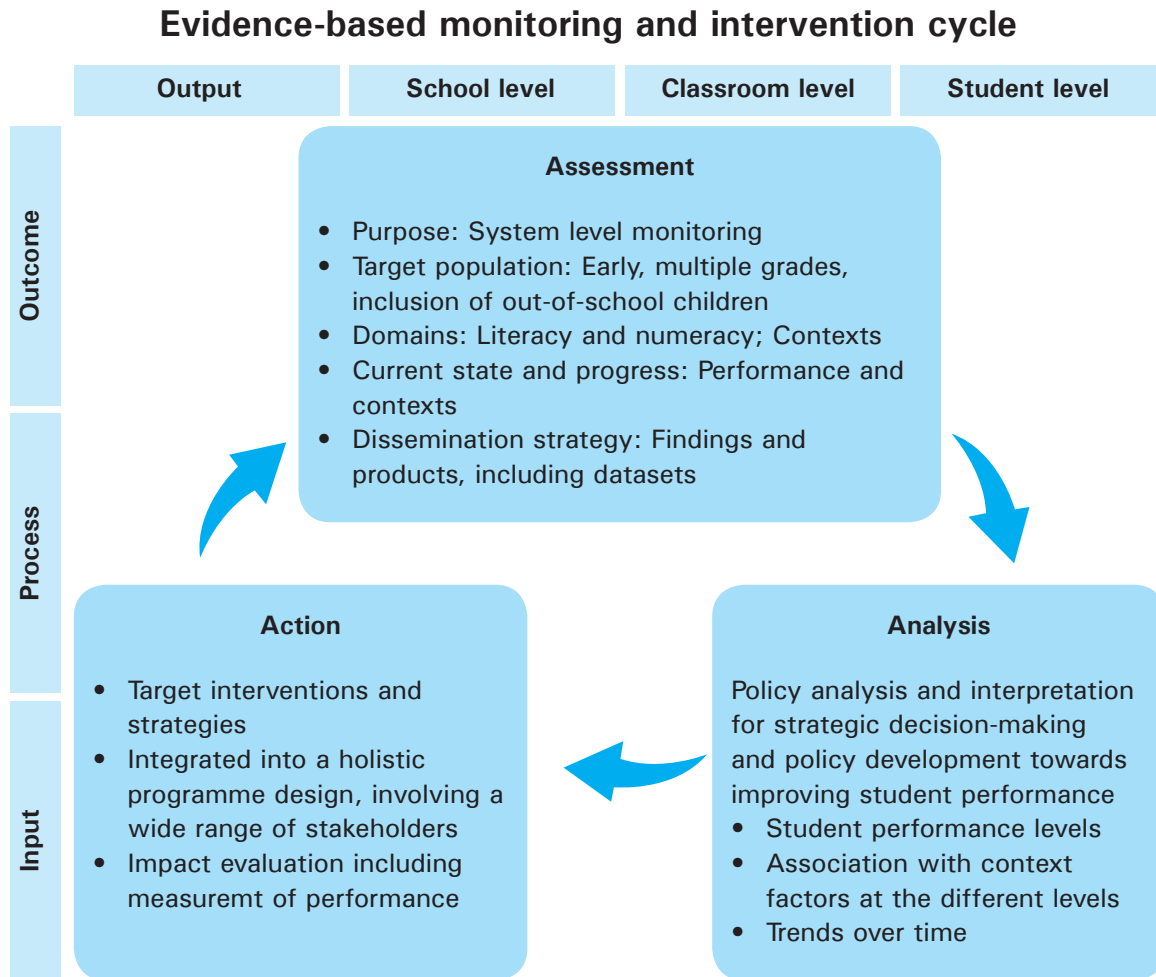 Evidence-based monitoring and intervention cycle
Output
School level
Classroom level
Student level
Outcome
Process
Input
Assessment
• Purpose: System level monitoring
• Target population: Early, multiple grades,
inclusion of out-of-school children
• Domains: Literacy and numeracy; Contexts
• Current state and progress: Performance and
contexts
• Dissemination strategy: Findings and
products, including datasets
Analysis
Policy analysis and interpretation
for strategic decision-making
and policy development towards
improving student performance
• Student performance levels
• Association with context
factors at the different levels
• Trends over time
Action
• Target interventions and
strategies
• Integrated into a holistic
programme design, involving a
wide range of stakeholders
• Impact evaluation including
measuremt of performance